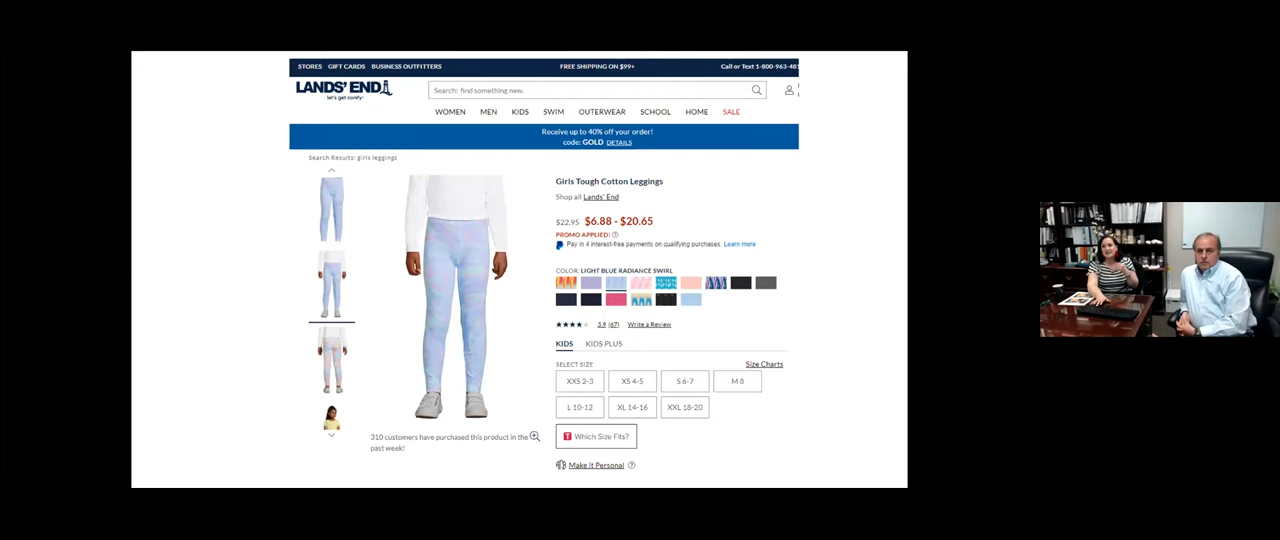 STORES GIFT CARDS BUSINESS OUTFITTERS FREE SHIPPING ON $99+ Call or Text 1-800-963-481
LANDS' END
let's get comfy
Search: find something new.
WOMEN MEN KIDS SWIM OUTERWEAR SCHOOL HOME SALE
Receive up to 40% off your order!
code: GOLD DETAILS
Search Results: girls leggings
Girls Tough Cotton Leggings
Shop all Lands' End
$22.95 $6.88 - $20.65
PROMO APPLIED!
Pay in 4 interest-free payments on qualifying purchases. Learn more
COLOR: LIGHT BLUE RADIANCE SWIRL
3.9 (67) Write a Review
KIDS KIDS PLUS
SELECT SIZE Size Charts
XXS 2-3 XS 4-5 S 6-7 M 8
L 10-12 XL 14-16 XXL 18-20
310 customers have purchased this product in the
past week!
T Which Size Fits?
Make it Personal ?